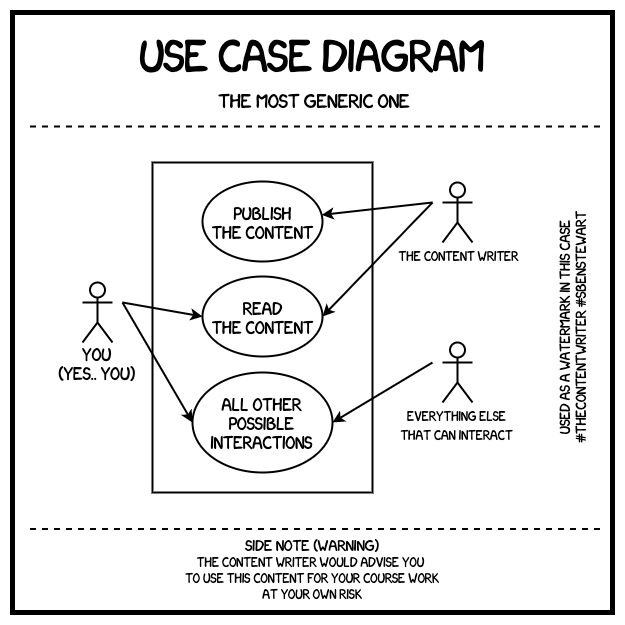 USE CASE DIAGRAM
THE MOST GENERIC ONE
PUBLISH
THE CONTENT
THE CONTENT WRITER
READ
THE CONTENT
YOU
(YES.. YOU)
ALL OTHER
POSSIBLE
INTERACTIONS
EVERYTHING ELSE
THAT CAN INTERACT
USED AS A WATERMARK IN THIS CASE
#THECONTENTWRITER #SBENSTEWART
SIDE NOTE (WARNING)
THE CONTENT WRITER WOULD ADVISE YOU
TO USE THIS CONTENT FOR YOUR COURSE WORK
AT YOUR OWN RISK